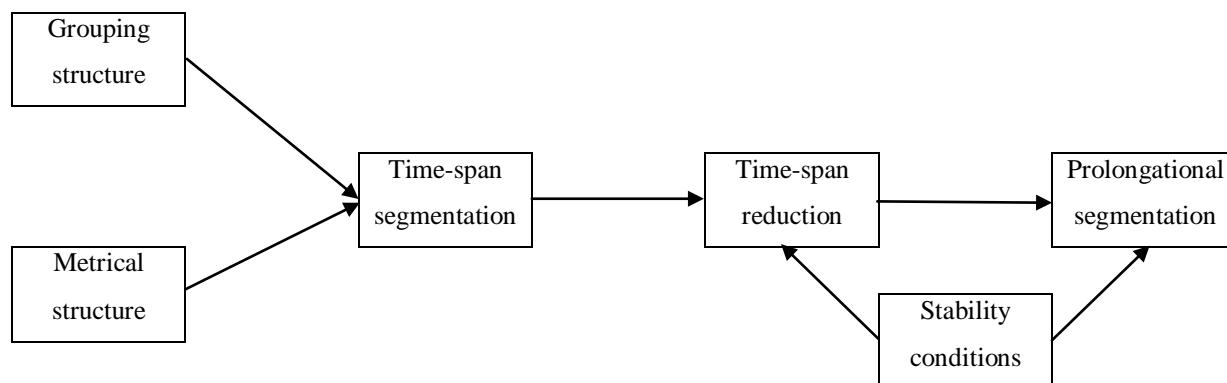 Grouping
structure
Time-span
segmentation
Time-span
reduction
Prolongational
segmentation
Metrical
structure
Stability
conditions